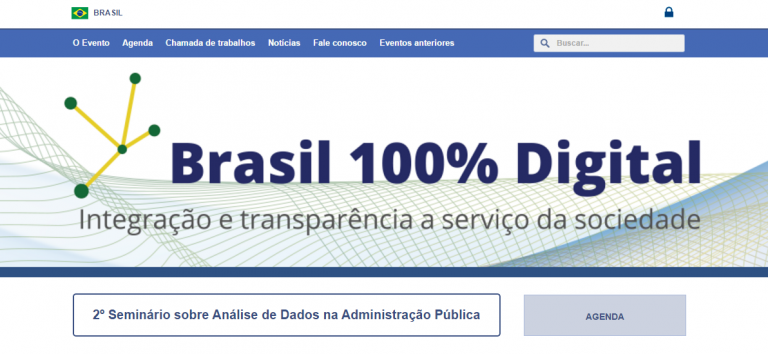 BRASIL
O Evento Agenda Chamada de trabalhos Notícias Fale conosco Eventos anteriores Buscar...
Brasil 100% Digital
Integração e transparência a serviço da sociedade
2º Seminário sobre Análise de Dados na Administração Pública
AGENDA